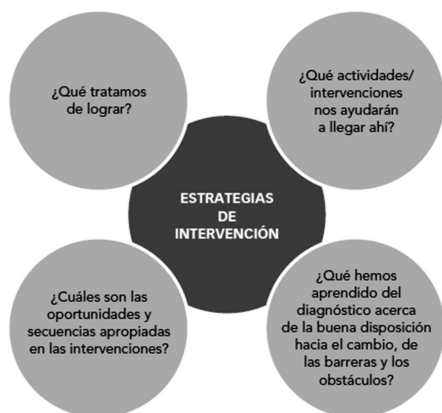 ¿Qué tratamos
de lograr?
¿Qué actividades/
intervenciones
nos ayudarán
a llegar ahí?
ESTRATEGIAS
DE
INTERVENCIÓN
¿Cuáles son las
oportunidades y
secuencias apropiadas
en las intervenciones?
¿Qué hemos
aprendido del
diagnóstico acerca
de la buena disposición
hacia el cambio, de
las barreras y los
obstáculos?